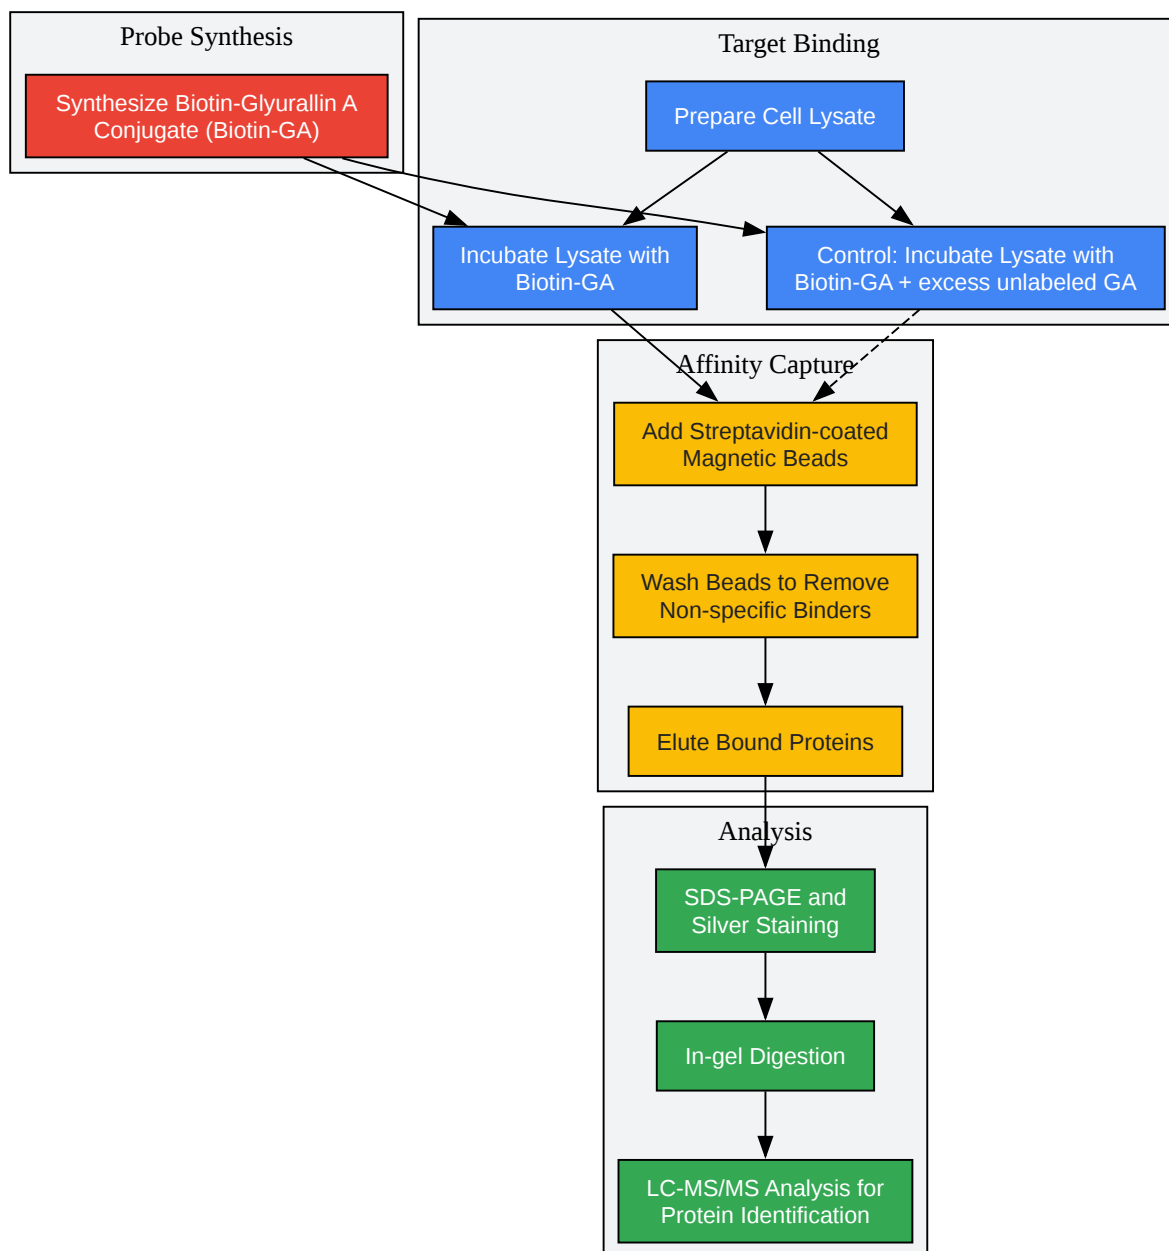 Probe Synthesis
Synthesize Biotin-Glyurallin A
Conjugate (Biotin-GA)
Target Binding
Prepare Cell Lysate
Incubate Lysate with
Biotin-GA
Control: Incubate Lysate with
Biotin-GA + excess unlabeled GA
Affinity Capture
Add Streptavidin-coated
Magnetic Beads
Wash Beads to Remove
Non-specific Binders
Elute Bound Proteins
Analysis
SDS-PAGE and
Silver Staining
In-gel Digestion
LC-MS/MS Analysis for
Protein Identification